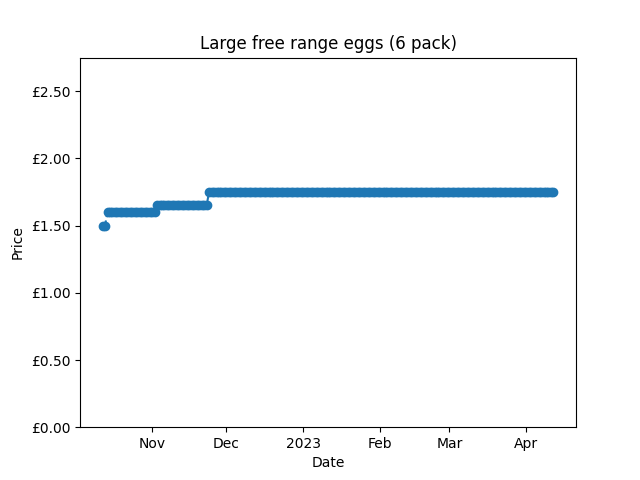 Large free range eggs (6 pack)
£2.50
£2.00
£1.50
£1.00
£0.50
£0.00
Price
Nov Dec 2023 Feb Mar Apr
Date